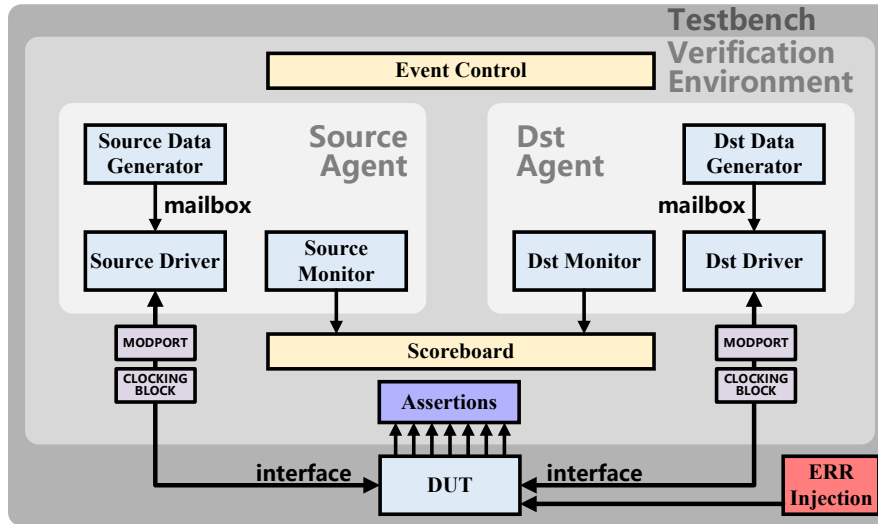 Testbench
Verification
Environment
Event Control
Source
Agent
Source Data
Generator
mailbox
Source Driver
Source
Monitor
Dst
Agent
Dst Data
Generator
mailbox
Dst Monitor
Dst Driver
MODPORT
CLOCKING
BLOCK
Scoreboard
MODPORT
CLOCKING
BLOCK
Assertions
interface
DUT
interface
ERR
Injection